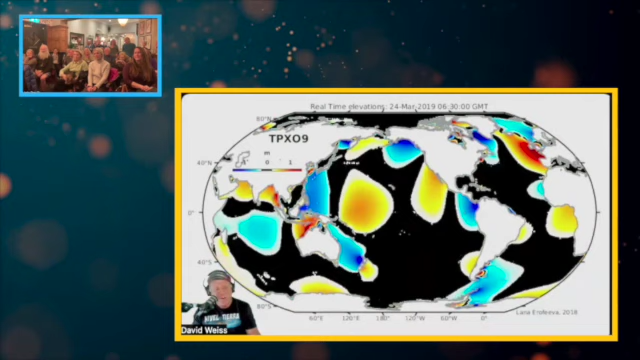 Real Time elevations: 24-Mar-2019 06:30:00 GMT
80°N
TPXO9
m
0 1
40°N
0°
40°S
80°S
60°E 120°E 180°W 120°W 60°W 0°
Lana Erofeeva, 2018
David Weiss